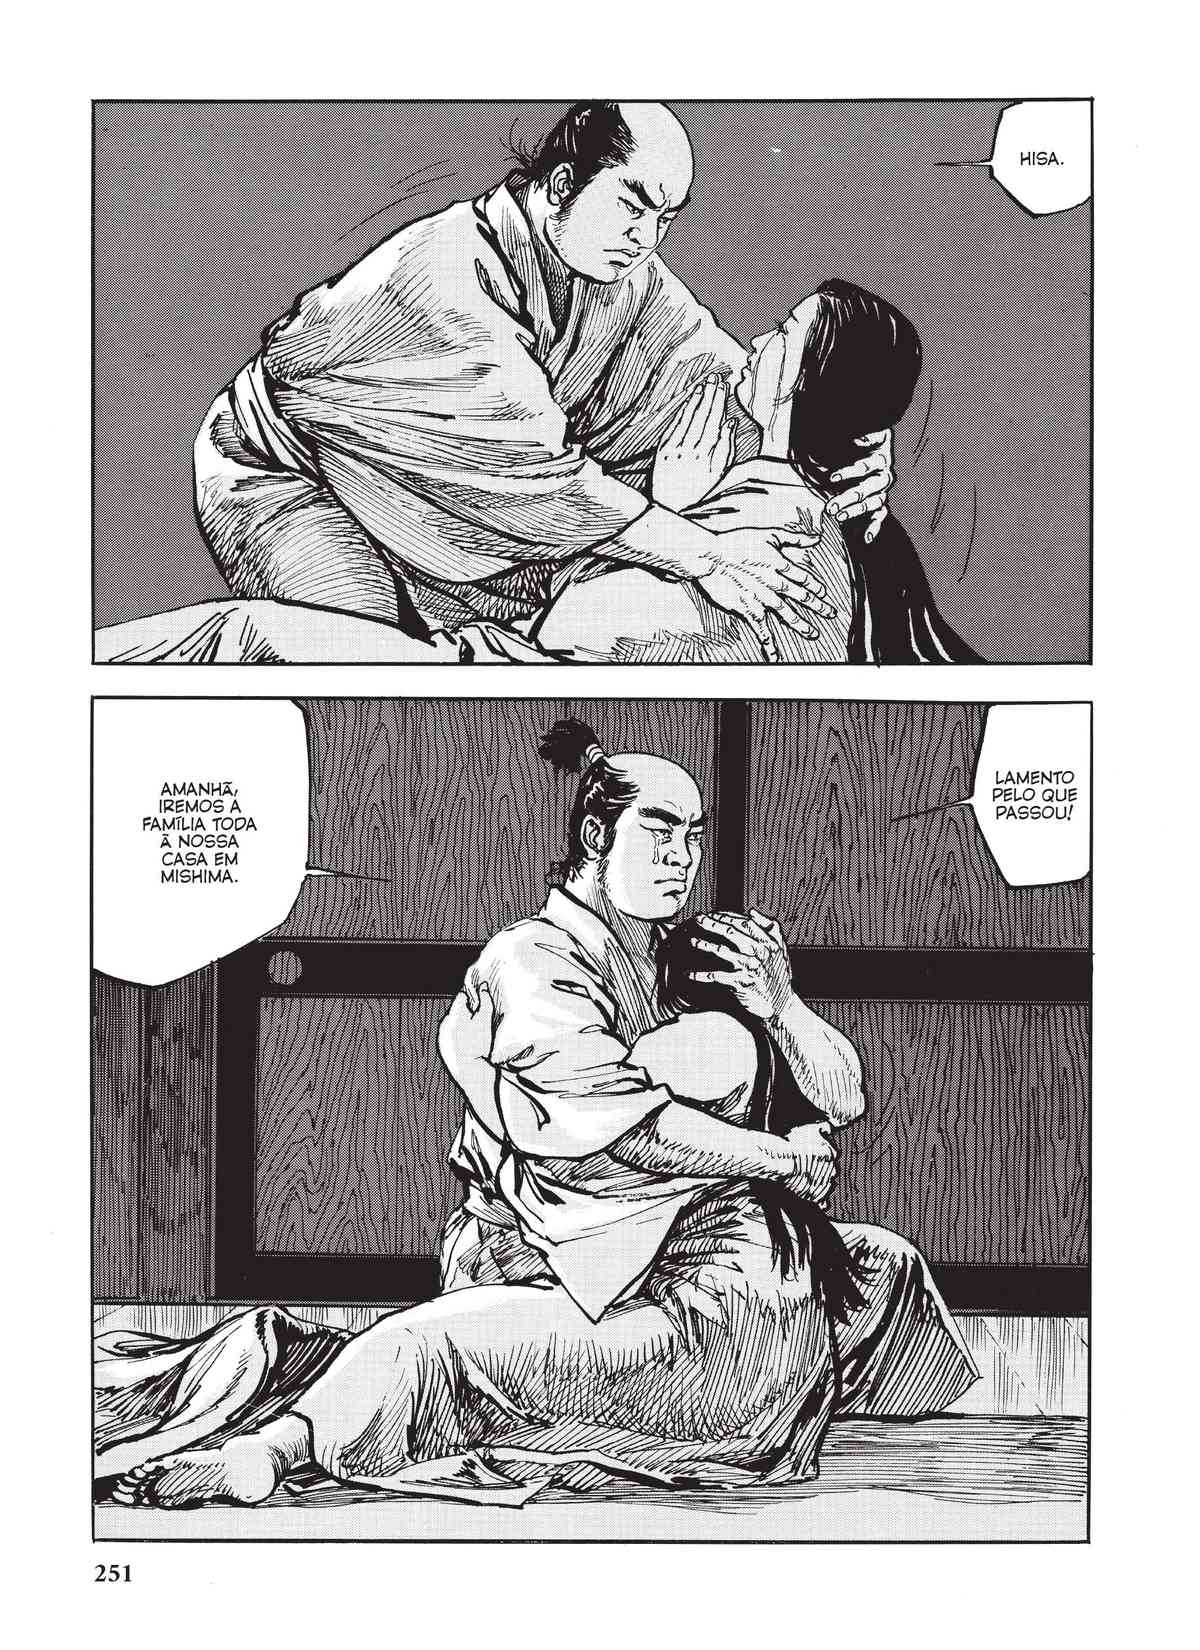 HISA.
LAMENTO
PELO QUE
PASSOU!
AMANHÃ,
IREMOS A
FAMÍLIA TODA
Ã NOSSA
CASA EM
MISHIMA.
251